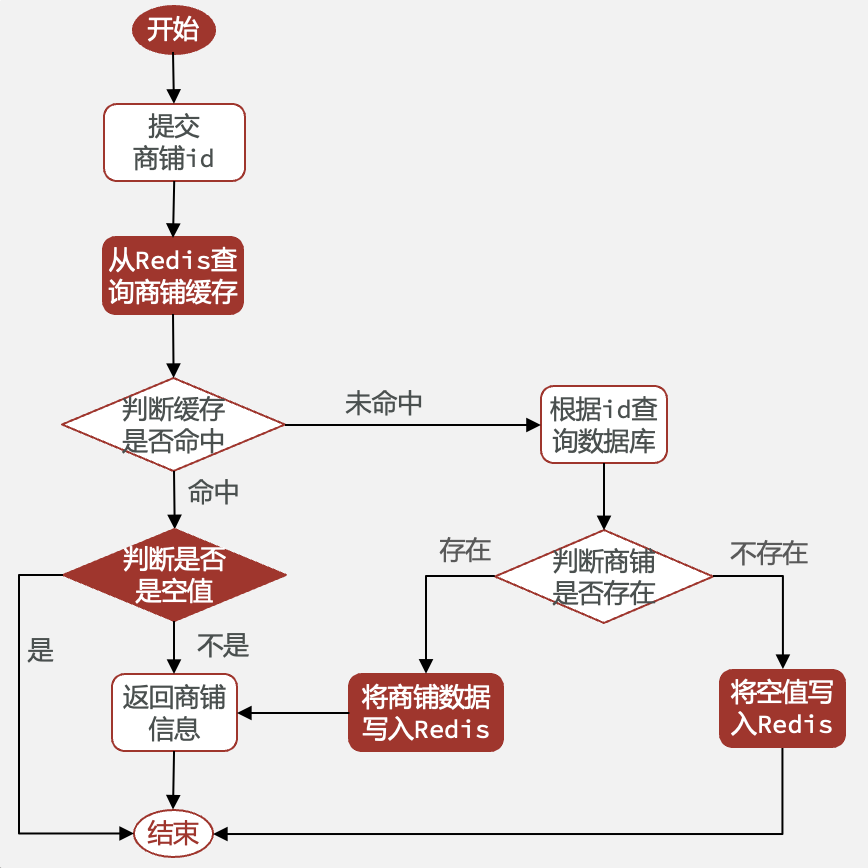 开始
提交
商铺id
从Redis查
询商铺缓存
判断缓存
是否命中
未命中
根据id查
询数据库
命中
判断是否
是空值
存在
判断商铺
是否存在
不存在
是
不是
返回商铺
信息
将商铺数据
写入Redis
将空值写
入Redis
结束